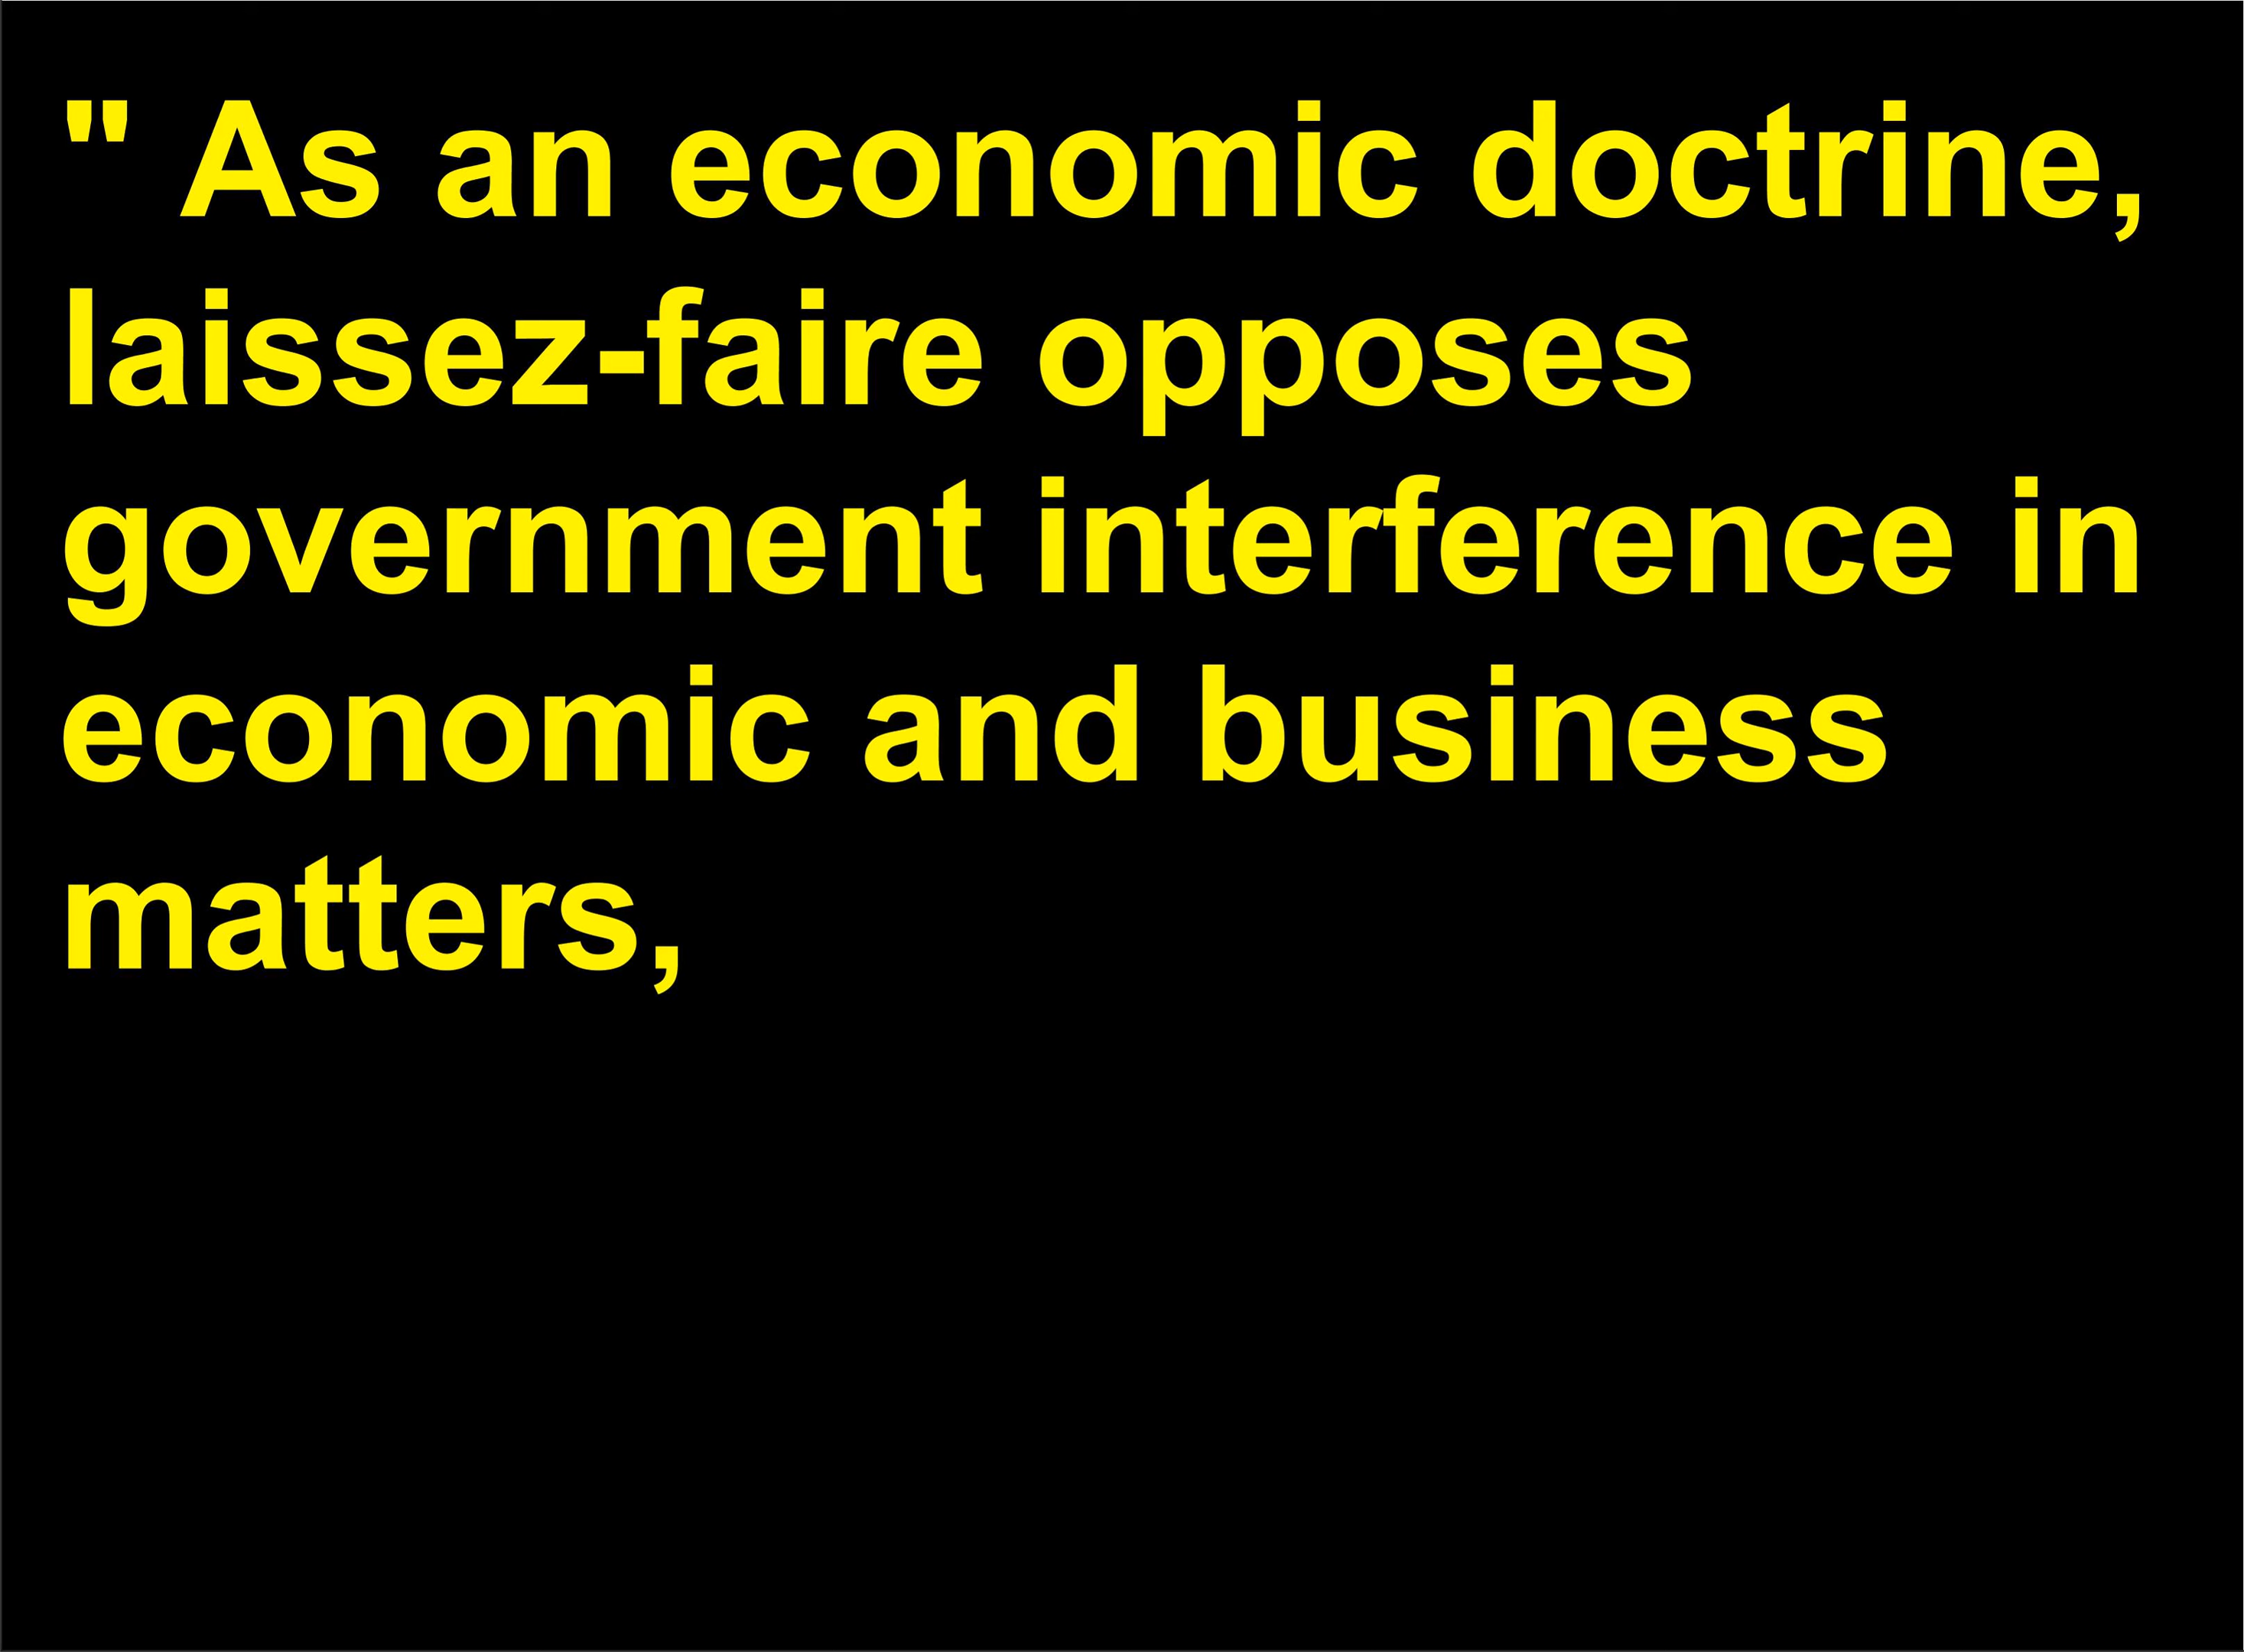 " As an economic doctrine,
laissez-faire opposes
government interference in
economic and business
matters,